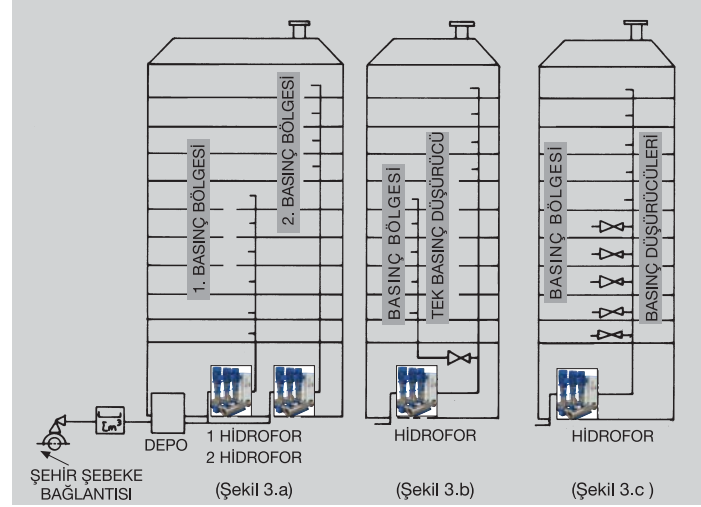 1. BASINÇ BÖLGESİ
2. BASINÇ BÖLGESİ
DEPO
1 HİDROFOR
2 HİDROFOR
ŞEHİR ŞEBEKE
BAĞLANTISI
(Şekil 3.a)
BASINÇ BÖLGESİ
TEK BASINÇ DÜŞÜRÜCÜ
HİDROFOR
(Şekil 3.b)
BASINÇ BÖLGESİ
BASINÇ DÜŞÜRÜCÜLERİ
HİDROFOR
(Şekil 3.c )